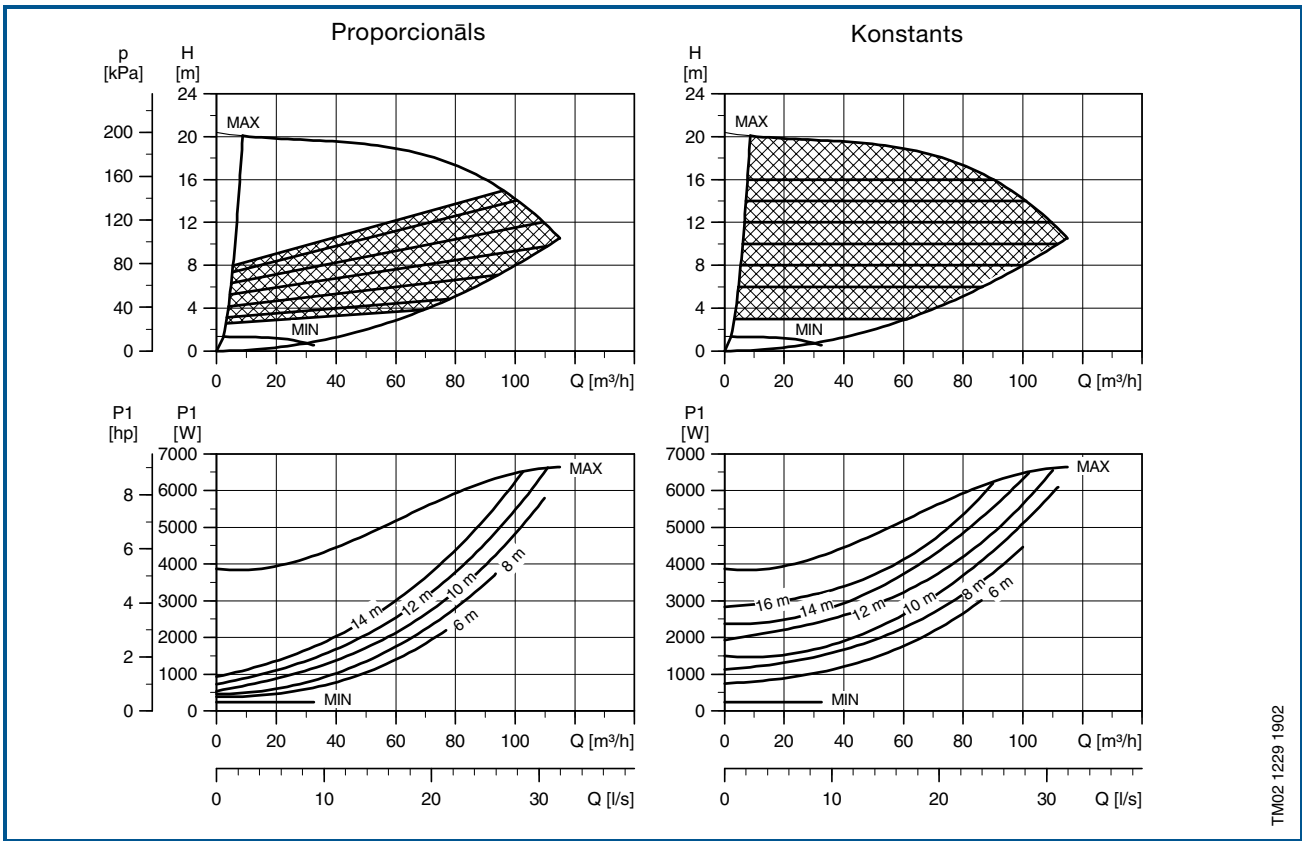 Proporcionāls
Konstants
p
[kPa]
H
[m]
H
[m]
24
200
20
160
16
120
12
80
8
40
4
0
0
MAX
MIN
0 20 40 60 80 100 Q [m³/h]
24
20
16
12
8
4
0
MAX
MIN
0 20 40 60 80 100 Q [m³/h]
P1
[hp]
P1
[W]
P1
[W]
8
6
4
2
0
7000
6000
5000
4000
3000
2000
1000
0
MAX
14 m
12 m
10 m
8 m
6 m
MIN
0 20 40 60 80 100 Q [m³/h]
0 10 20 30 Q [l/s]
7000
6000
5000
4000
3000
2000
1000
0
MAX
16 m
14 m
12 m
10 m
8 m
6 m
MIN
0 20 40 60 80 100 Q [m³/h]
0 10 20 30 Q [l/s]
TM02 1229 1902